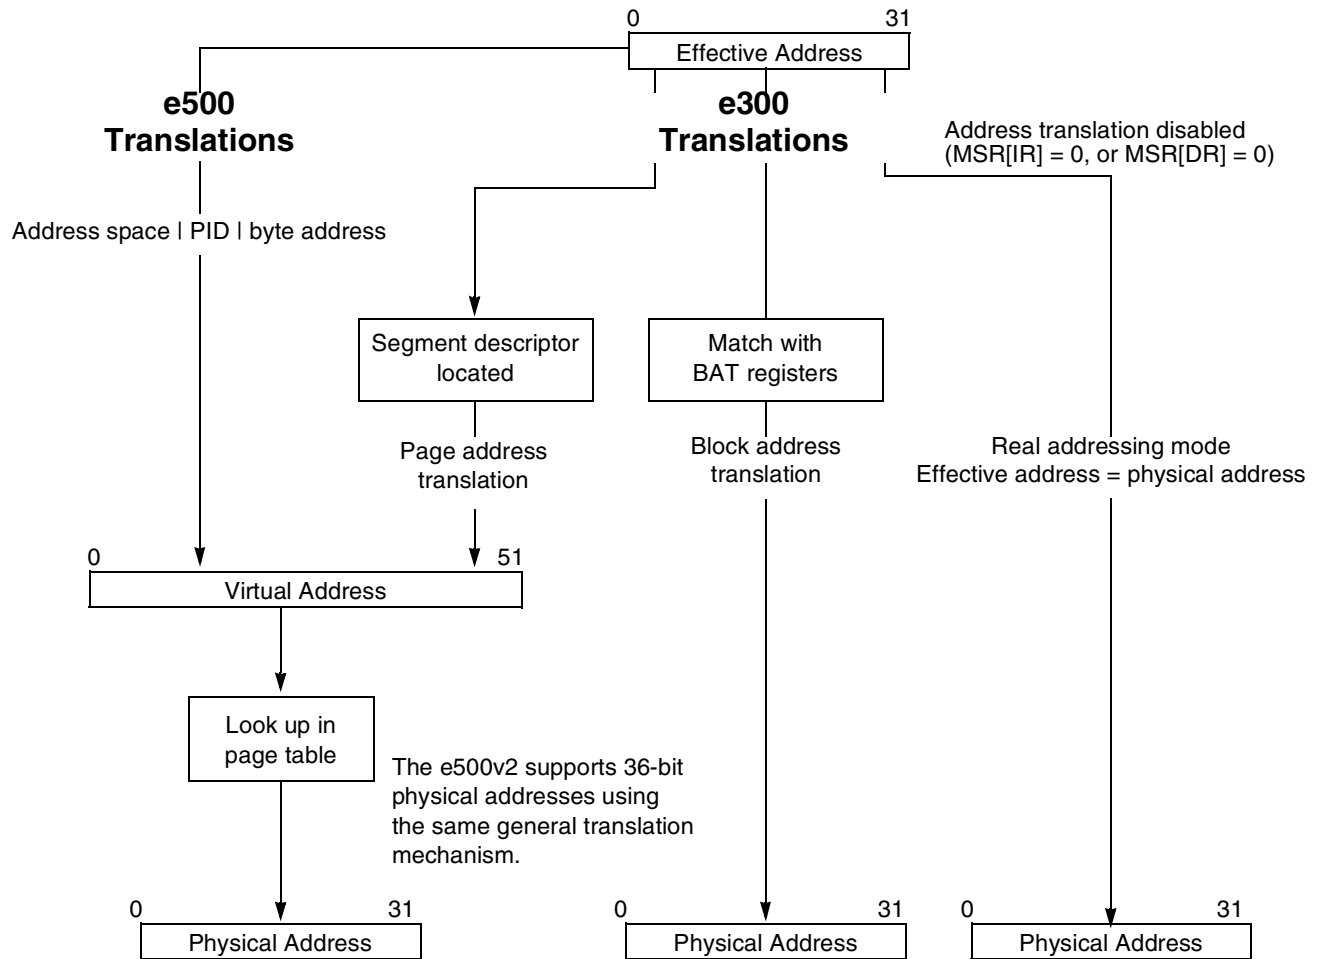 0 31
Effective Address
e500
Translations
e300
Translations
Address translation disabled
(MSR[IR] = 0, or MSR[DR] = 0)
Address space | PID | byte address
Segment descriptor
located
Match with
BAT registers
Page address
translation
Block address
translation
Real addressing mode
Effective address = physical address
0 51
Virtual Address
Look up in
page table
The e500v2 supports 36-bit
physical addresses using
the same general translation
mechanism.
0 31
Physical Address
0 31
Physical Address
0 31
Physical Address